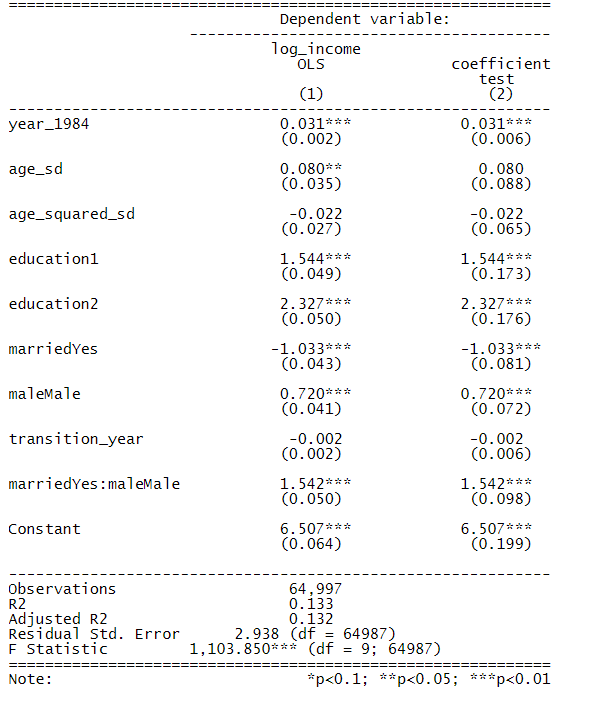 ===========================================================
Dependent variable:
----------------------------------------
log_income
OLS coefficient
test
(1) (2)
-----------------------------------------------------------
year_1984 0.031*** 0.031***
(0.002) (0.006)
age_sd 0.080** 0.080
(0.035) (0.088)
age_squared_sd -0.022 -0.022
(0.027) (0.065)
education1 1.544*** 1.544***
(0.049) (0.173)
education2 2.327*** 2.327***
(0.050) (0.176)
marriedYes -1.033*** -1.033***
(0.043) (0.081)
maleMale 0.720*** 0.720***
(0.041) (0.072)
transition_year -0.002 -0.002
(0.002) (0.006)
marriedYes:maleMale 1.542*** 1.542***
(0.050) (0.098)
Constant 6.507*** 6.507***
(0.064) (0.199)
-----------------------------------------------------------
Observations 64,997
R2 0.133
Adjusted R2 0.132
Residual Std. Error 2.938 (df = 64987)
F Statistic 1,103.850*** (df = 9; 64987)
===========================================================
Note: *p<0.1; **p<0.05; ***p<0.01